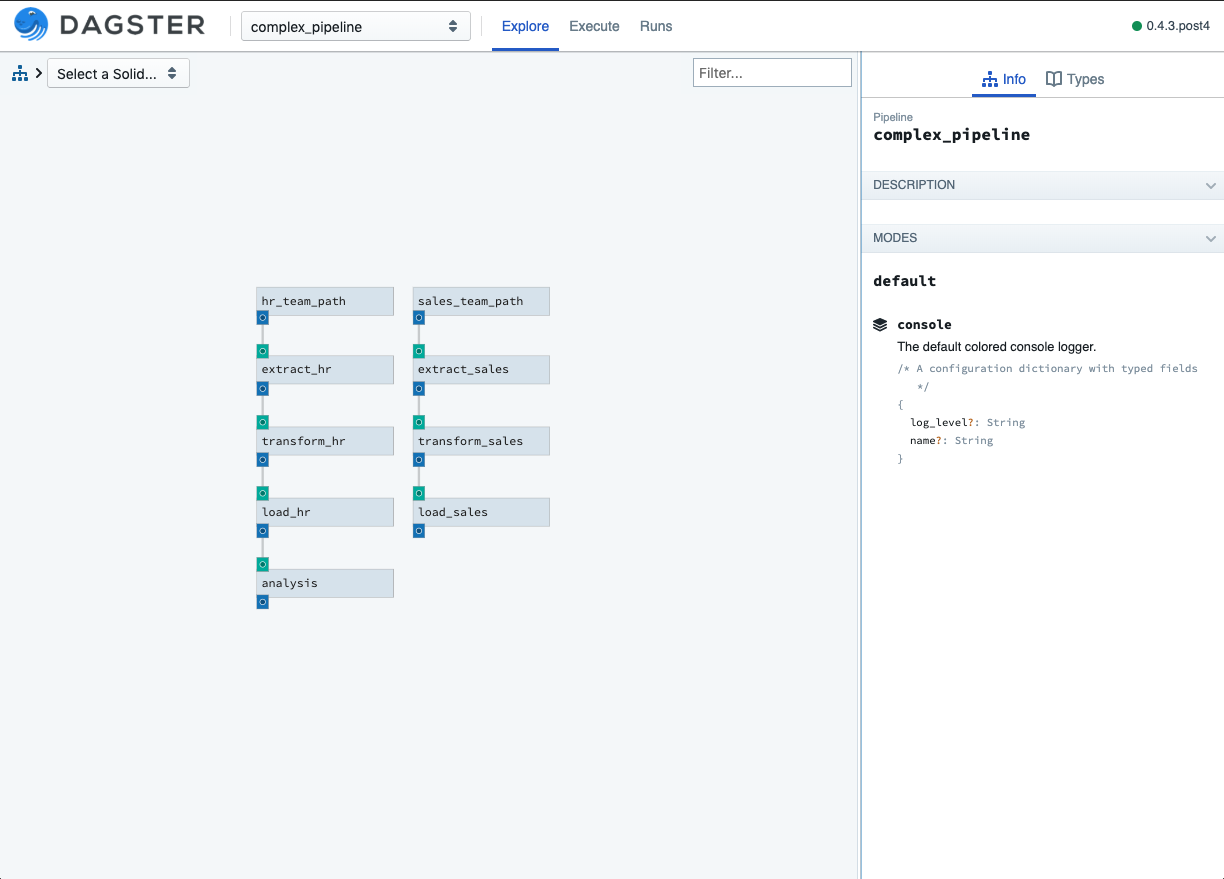 DAGSTER
complex_pipeline
Explore
Execute
Runs
0.4.3.post4
Select a Solid...
Filter...
hr_team_path
sales_team_path
extract_hr
extract_sales
transform_hr
transform_sales
load_hr
load_sales
analysis
Info
Types
Pipeline
complex_pipeline
DESCRIPTION
MODES
default
console
The default colored console logger.
/* A configuration dictionary with typed fields
*/
{
log_level?: String
name?: String
}